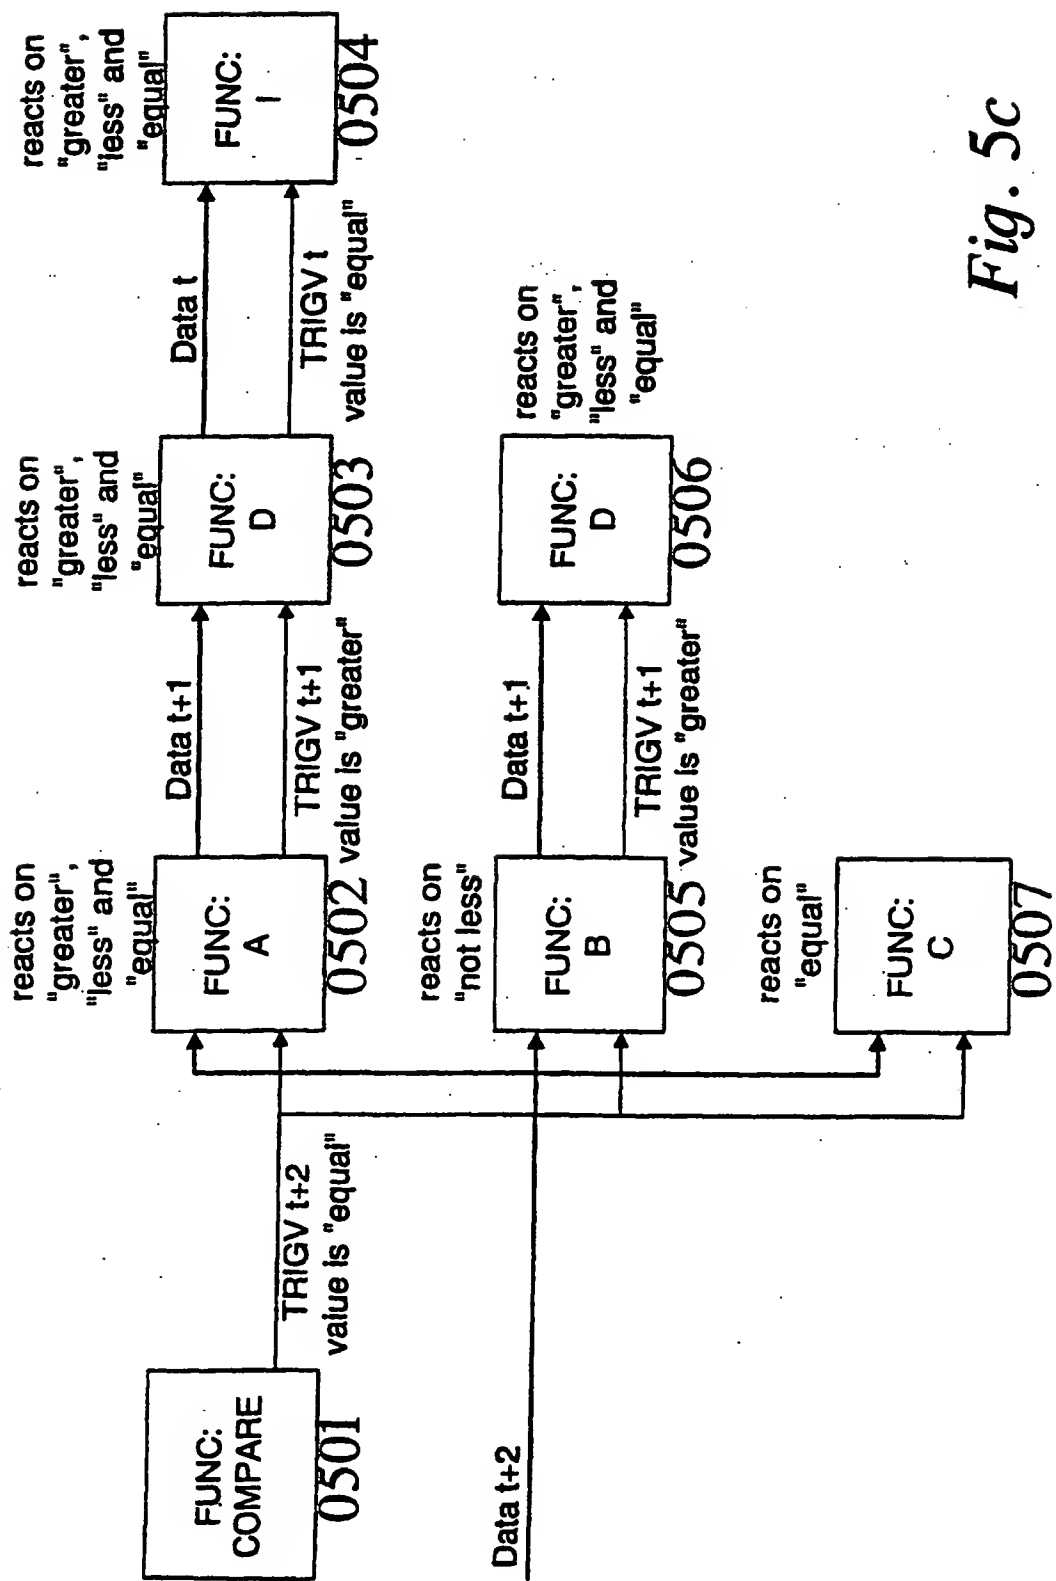 FUNC:
COMPARE
0501
TRIGV t+2
value is "equal"
Data t+2
reacts on
"greater",
"less" and
"equal"
FUNC:
A
0502
Data t+1
TRIGV t+1
value is "greater"
reacts on
"greater",
"less" and
"equal"
FUNC:
D
0503
Data t
TRIGV t
value is "equal"
reacts on
"greater",
"less" and
"equal"
FUNC:
I
0504
reacts on
"not less"
FUNC:
B
0505
Data t+1
TRIGV t+1
value is "greater"
reacts on
"greater",
"less" and
"equal"
FUNC:
D
0506
reacts on
"equal"
FUNC:
C
0507
Fig. 5c